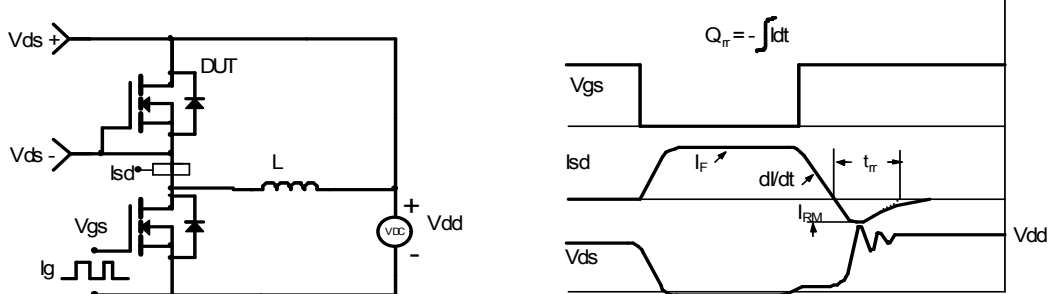 Vds +
DUT
Vds -
Isd
L
Vgs
Ig
VDC
+
-
Vdd
Qrr = - ∫Idt
Vgs
Isd
IF
dI/dt
trr
IRM
Vdd
Vds